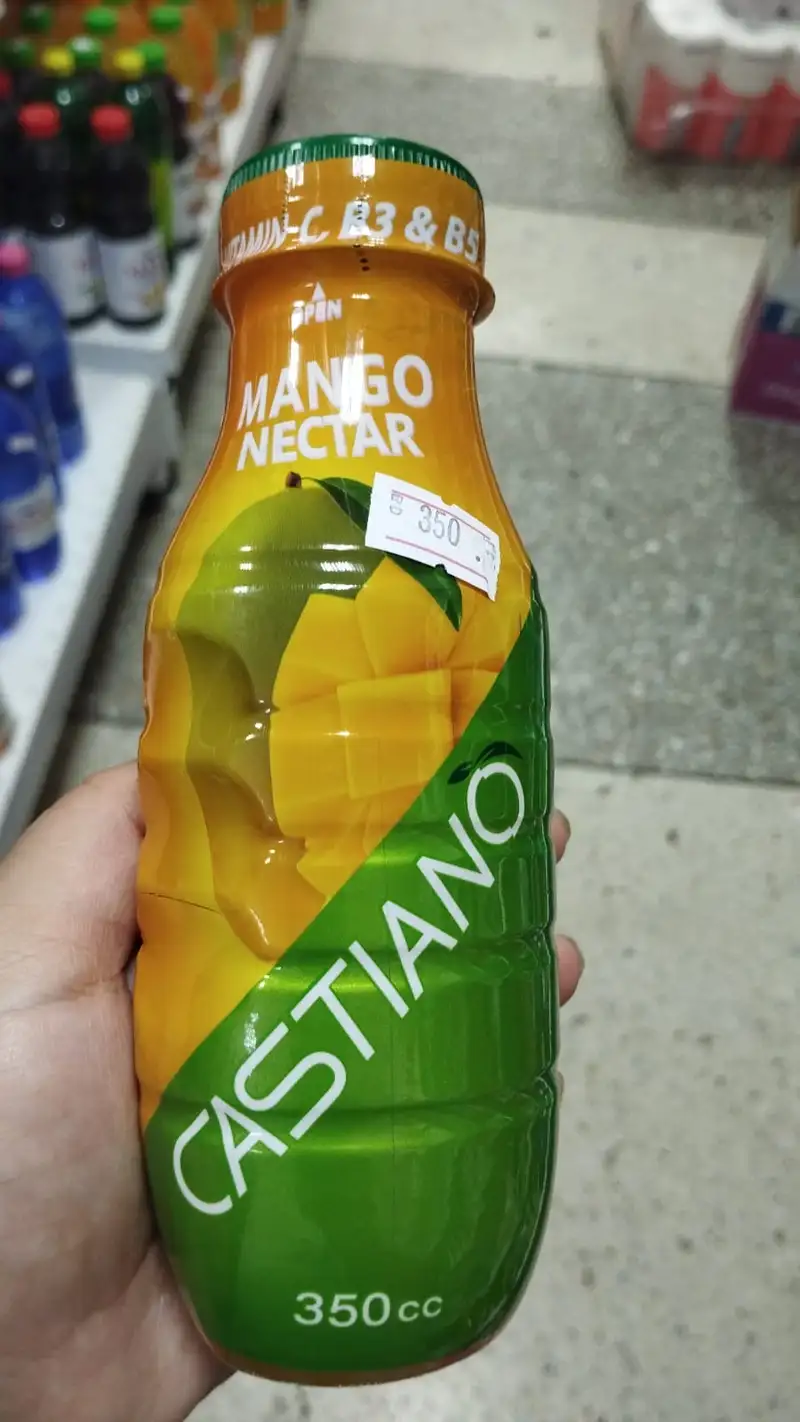 VITAMIN-C B3 & B5
OPEN
MANGO
NECTAR
350
CASTIANO
350cc